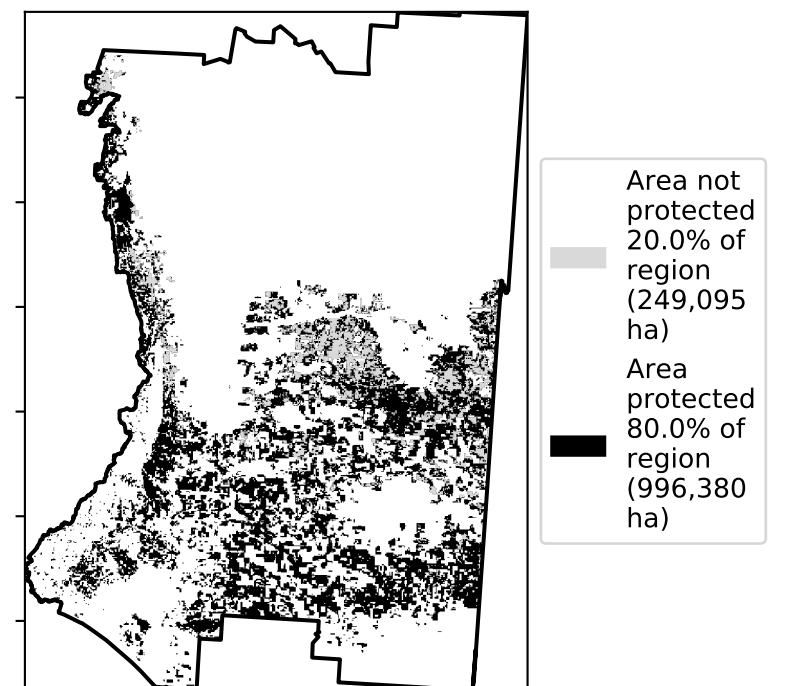 Area not
protected
20.0% of
region
(249,095
ha)
Area
protected
80.0% of
region
(996,380
ha)